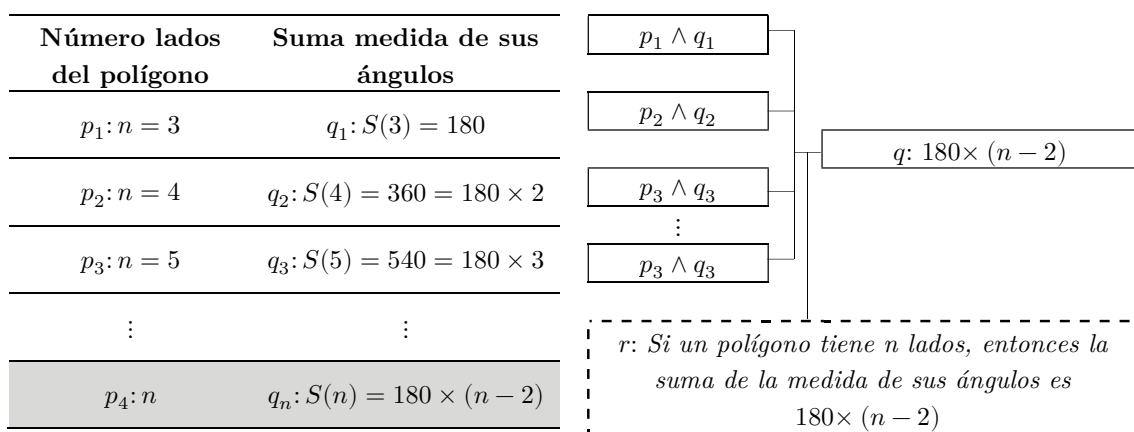 Número lados
del polígono
Suma medida de sus
ángulos
p₁: n = 3
q₁: S(3) = 180
p₂: n = 4
q₂: S(4) = 360 = 180 × 2
p₃: n = 5
q₃: S(5) = 540 = 180 × 3
⋮
⋮
p₄: n
qₙ: S(n) = 180 × (n − 2)
p₁ ∧ q₁
p₂ ∧ q₂
p₃ ∧ q₃
⋮
p₃ ∧ q₃
q: 180× (n − 2)
r: Si un polígono tiene n lados, entonces la
suma de la medida de sus ángulos es
180× (n − 2)